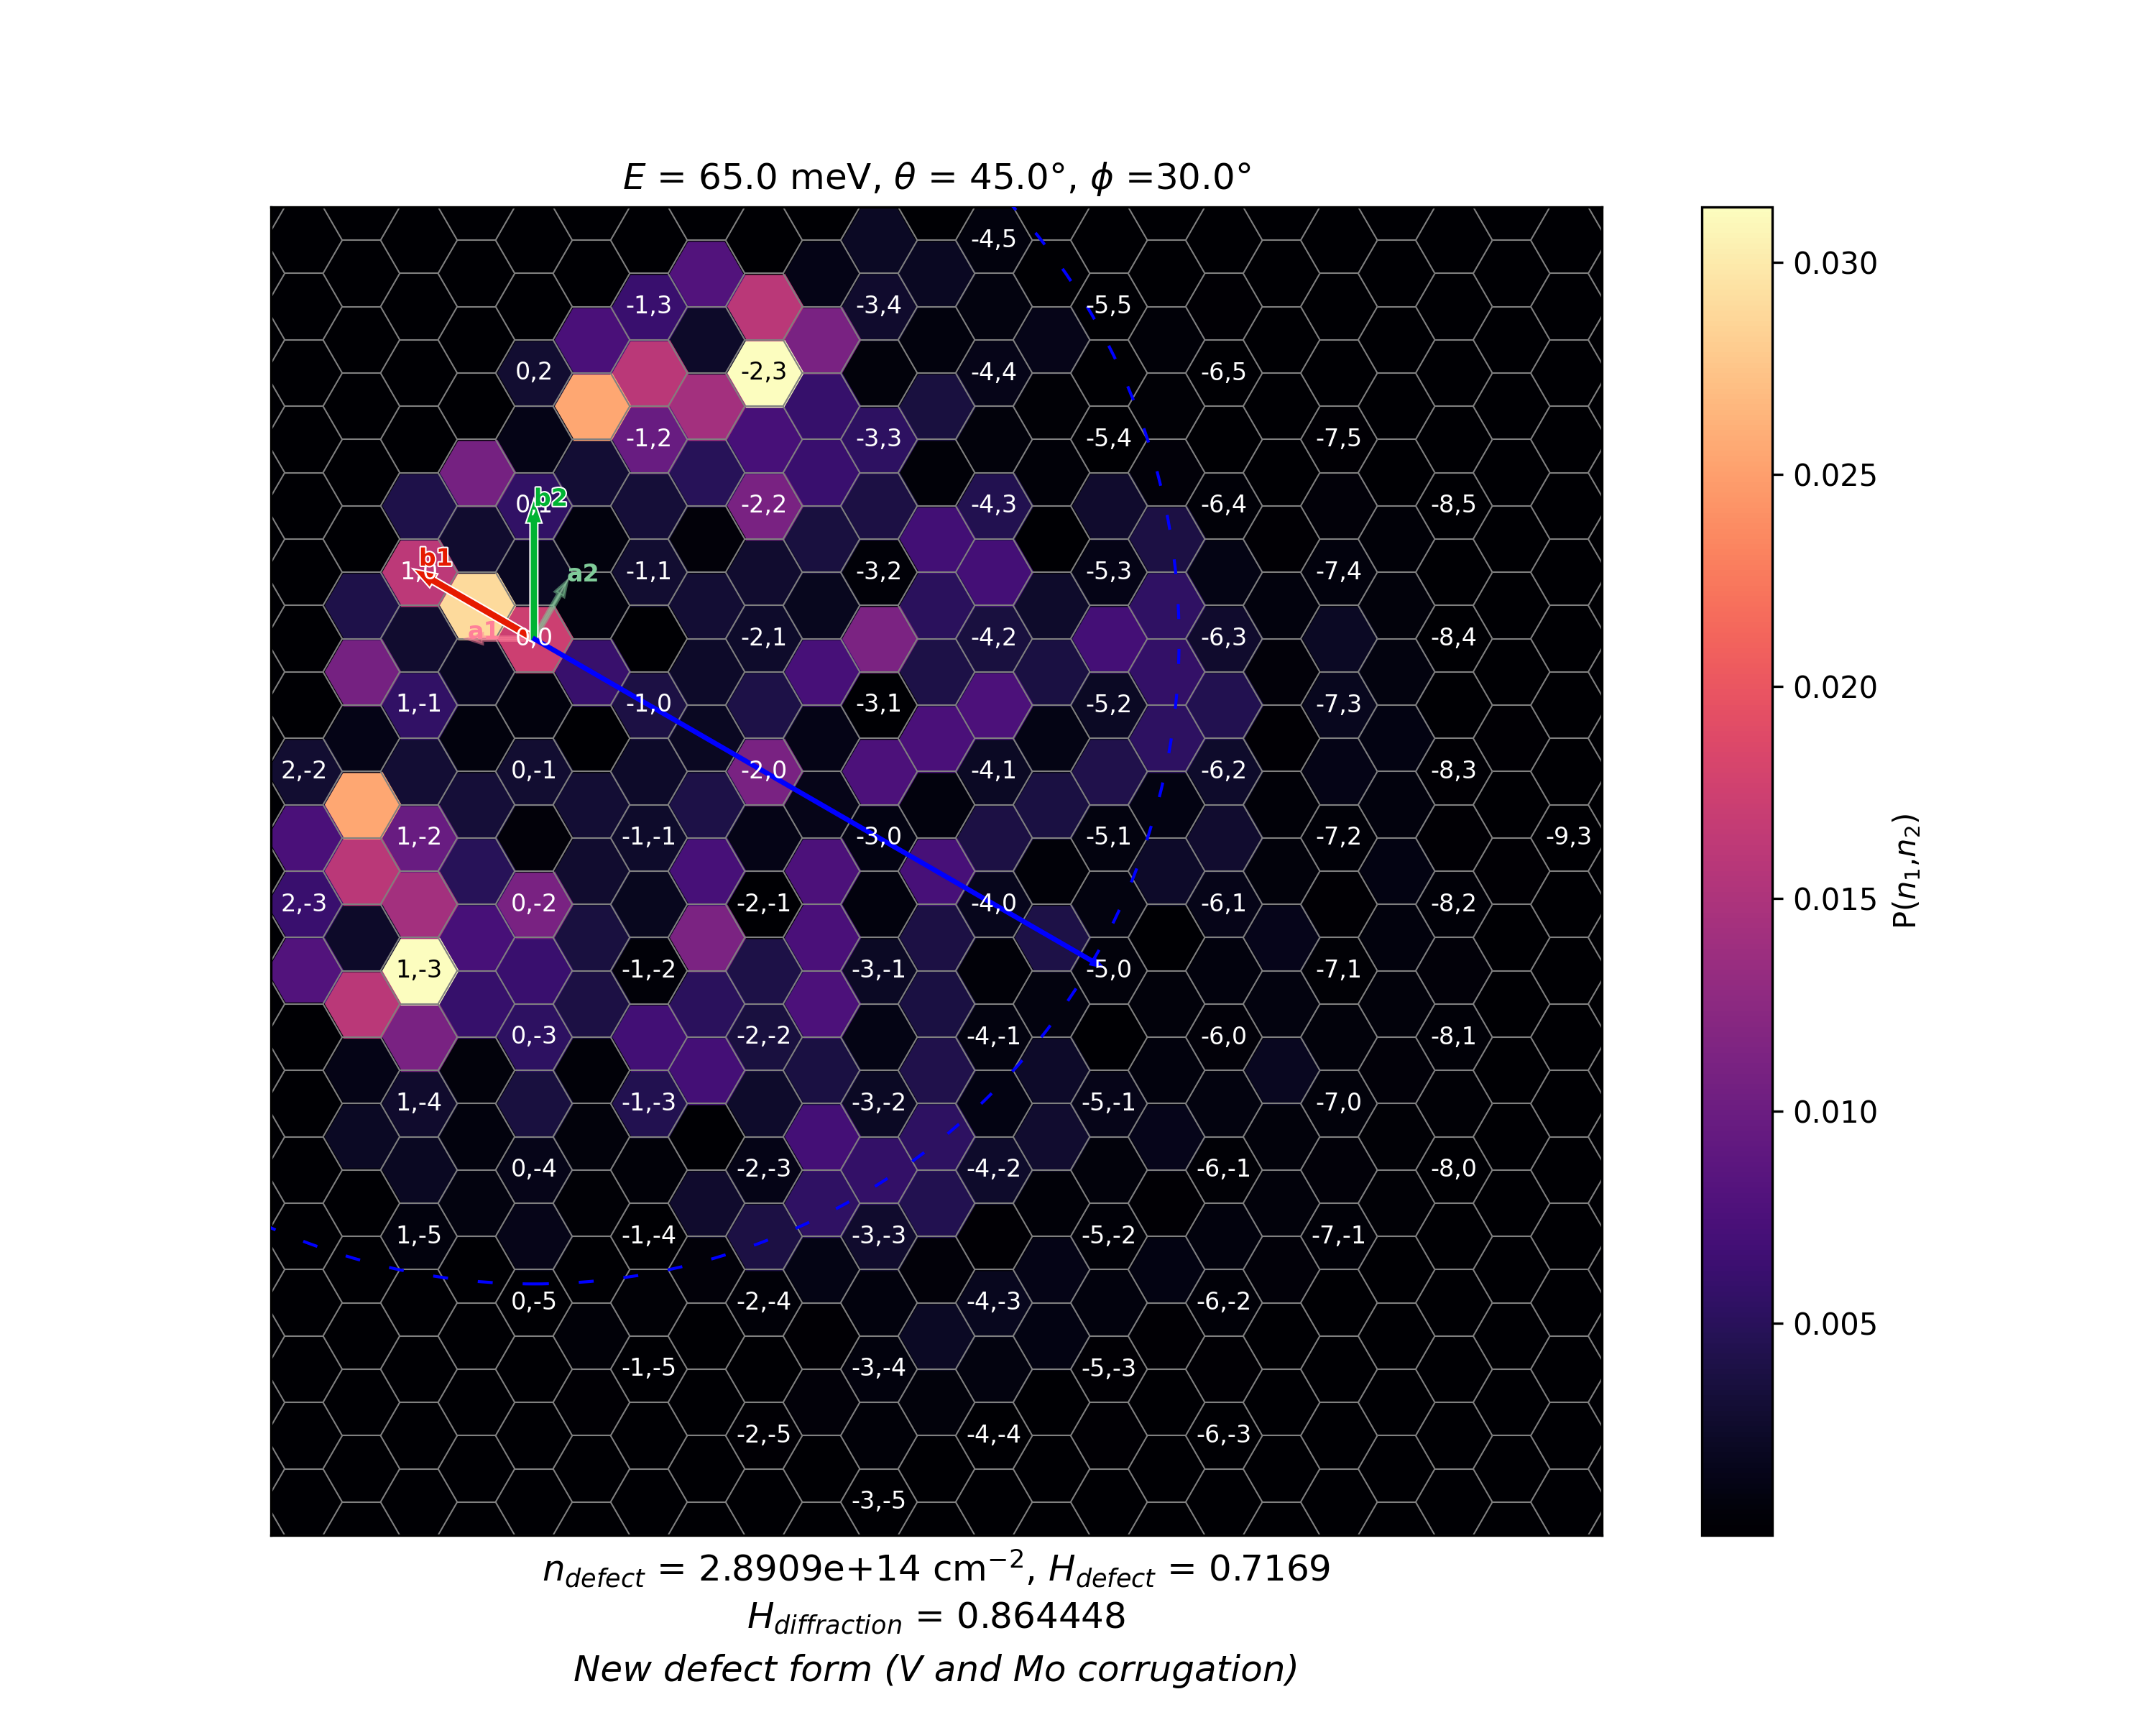 E = 65.0 meV, θ = 45.0°, ϕ =30.0°
-4,5
-1,3 -3,4 -5,5
0,2 -2,3 -4,4 -6,5
-1,2 -3,3 -5,4 -7,5
0,1 b2 -2,2 -4,3 -6,4 -8,5
1,0 b1 a2 -1,1 -3,2 -5,3 -7,4
a1 0,0 -2,1 -4,2 -6,3 -8,4
1,-1 -1,0 -3,1 -5,2 -7,3
2,-2 0,-1 -2,0 -4,1 -6,2 -8,3
1,-2 -1,-1 -3,0 -5,1 -7,2 -9,3
2,-3 0,-2 -2,-1 -4,0 -6,1 -8,2
1,-3 -1,-2 -3,-1 -5,0 -7,1
0,-3 -2,-2 -4,-1 -6,0 -8,1
1,-4 -1,-3 -3,-2 -5,-1 -7,0
0,-4 -2,-3 -4,-2 -6,-1 -8,0
1,-5 -1,-4 -3,-3 -5,-2 -7,-1
0,-5 -2,-4 -4,-3 -6,-2
-1,-5 -3,-4 -5,-3
-2,-5 -4,-4 -6,-3
-3,-5
0.030
0.025
0.020
0.015
0.010
0.005
P(n₁,n₂)
n_defect = 2.8909e+14 cm⁻², H_defect = 0.7169
H_diffraction = 0.864448
New defect form (V and Mo corrugation)